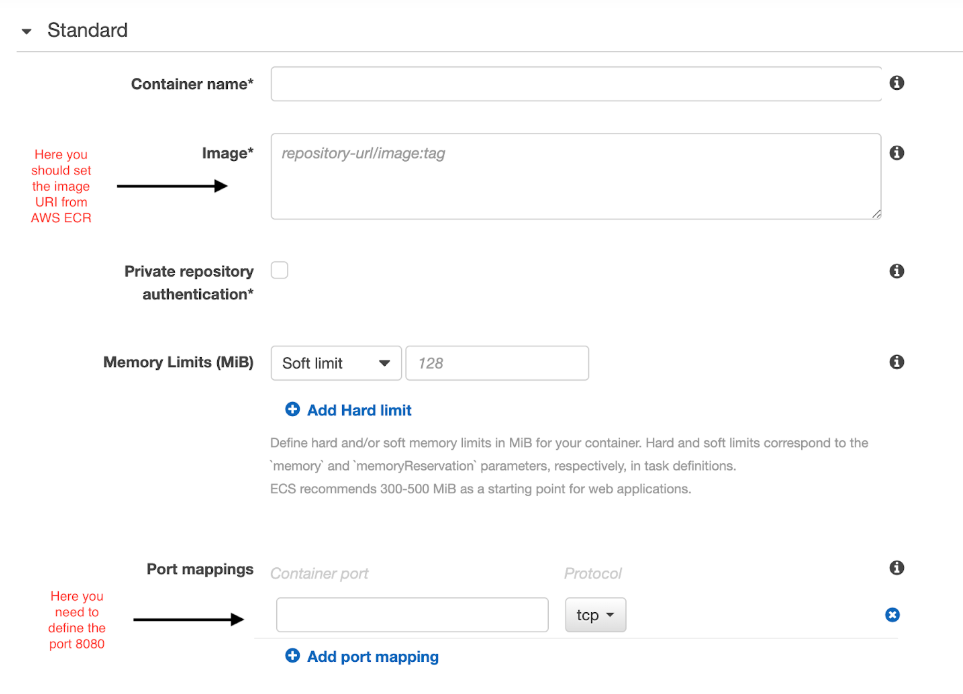 Standard
Container name*
Image*
repository-url/image:tag
Here you
should set
the image
URI from
AWS ECR
Private repository
authentication*
Memory Limits (MiB)
Soft limit
128
Add Hard limit
Define hard and/or soft memory limits in MiB for your container. Hard and soft limits correspond to the
`memory` and `memoryReservation` parameters, respectively, in task definitions.
ECS recommends 300-500 MiB as a starting point for web applications.
Port mappings
Container port
Protocol
Here you
need to
define the
port 8080
tcp
Add port mapping